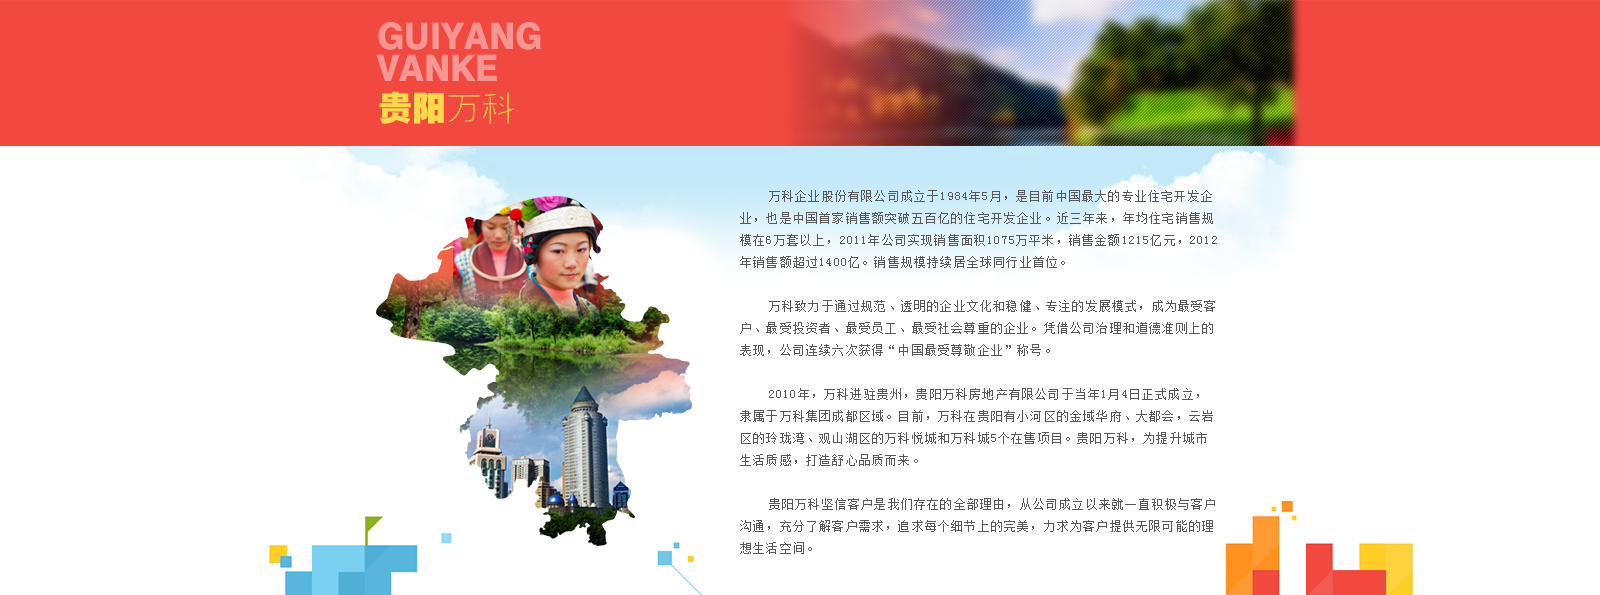 GUIYANG
VANKE
贵阳万科
万科企业股份有限公司成立于1984年5月，是目前中国最大的专业住宅开发企
业，也是中国首家销售额突破五百亿的住宅开发企业。近三年来，年均住宅销售规
模在6万套以上，2011年公司实现销售面积1075万平米，销售金额1215亿元，2012
年销售额超过1400亿。销售规模持续居全球同行业首位。
万科致力于通过规范、透明的企业文化和稳健、专注的发展模式，成为最受客
户、最受投资者、最受员工、最受社会尊重的企业。凭借公司治理和道德准则上的
表现，公司连续六次获得“中国最受尊敬企业”称号。
2010年，万科进驻贵州，贵阳万科房地产有限公司于当年1月4日正式成立，
隶属于万科集团成都区域。目前，万科在贵阳有小河区的金域华府、大都会，云岩
区的玲珑湾、观山湖区的万科悦城和万科城5个在售项目。贵阳万科，为提升城市
生活质感，打造舒心品质而来。
贵阳万科坚信客户是我们存在的全部理由，从公司成立以来就一直积极与客户
沟通，充分了解客户需求，追求每个细节上的完美，力求为客户提供无限可能的理
想生活空间。